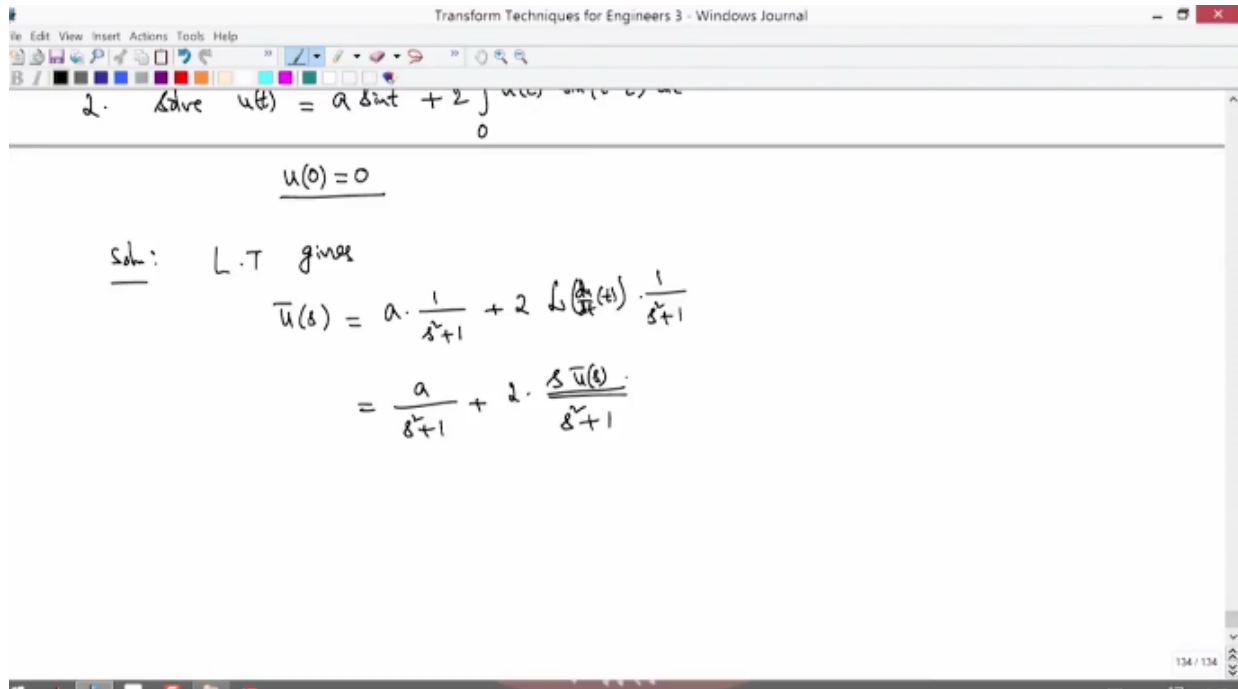 Transform Techniques for Engineers 3 - Windows Journal
ile Edit View Insert Actions Tools Help
B I
2. Solve u(t) = a sint + 2 ∫
0
u(0) = 0
Soln: L.T gives
ū(s) = a · 1/(s²+1) + 2 L(du/dt (t)) · 1/(s²+1)
= a/(s²+1) + 2 · s ū(s)/(s²+1)
134 / 134